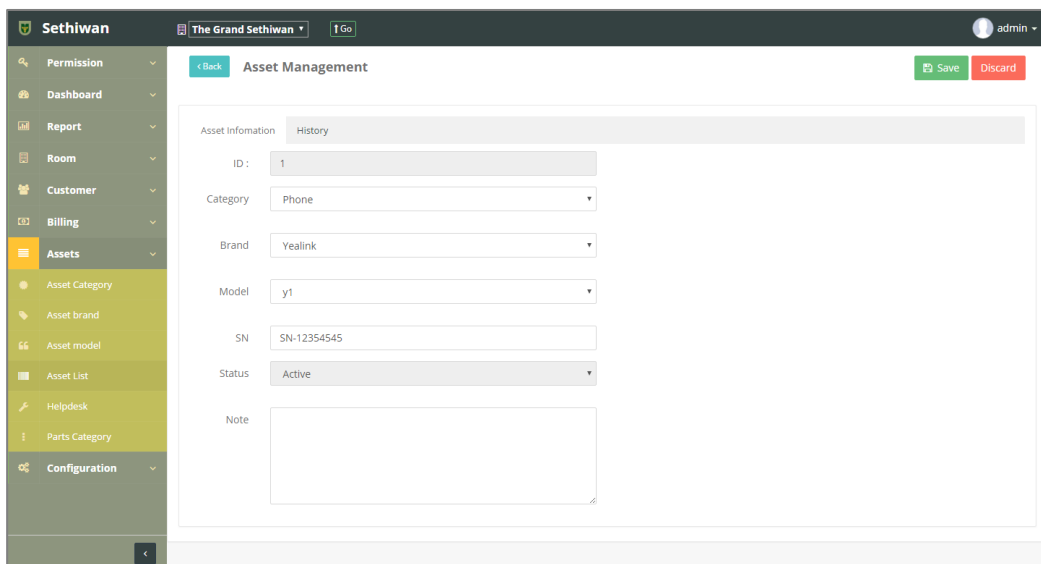 Sethiwan
The Grand Sethiwan
Go
admin
Permission
Dashboard
Report
Room
Customer
Billing
Assets
Asset Category
Asset brand
Asset model
Asset List
Helpdesk
Parts Category
Configuration
Back
Asset Management
Save
Discard
Asset Infomation
History
ID :
1
Category
Phone
Brand
Yealink
Model
y1
SN
SN-12354545
Status
Active
Note